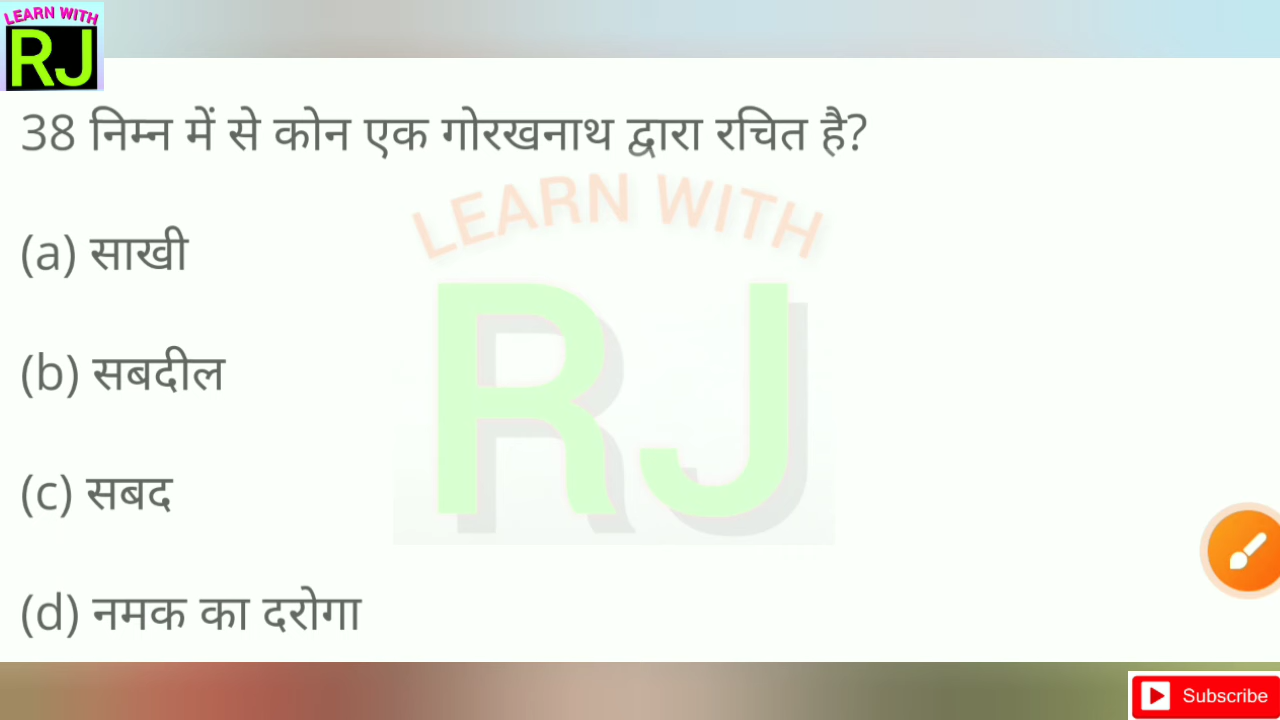 LEARN WITH
RJ
38 निम्न में से कोन एक गोरखनाथ द्वारा रचित है?
LEARN WITH
RJ
(a) साखी
(b) सबदील
(c) सबद
(d) नमक का दरोगा
Subscribe